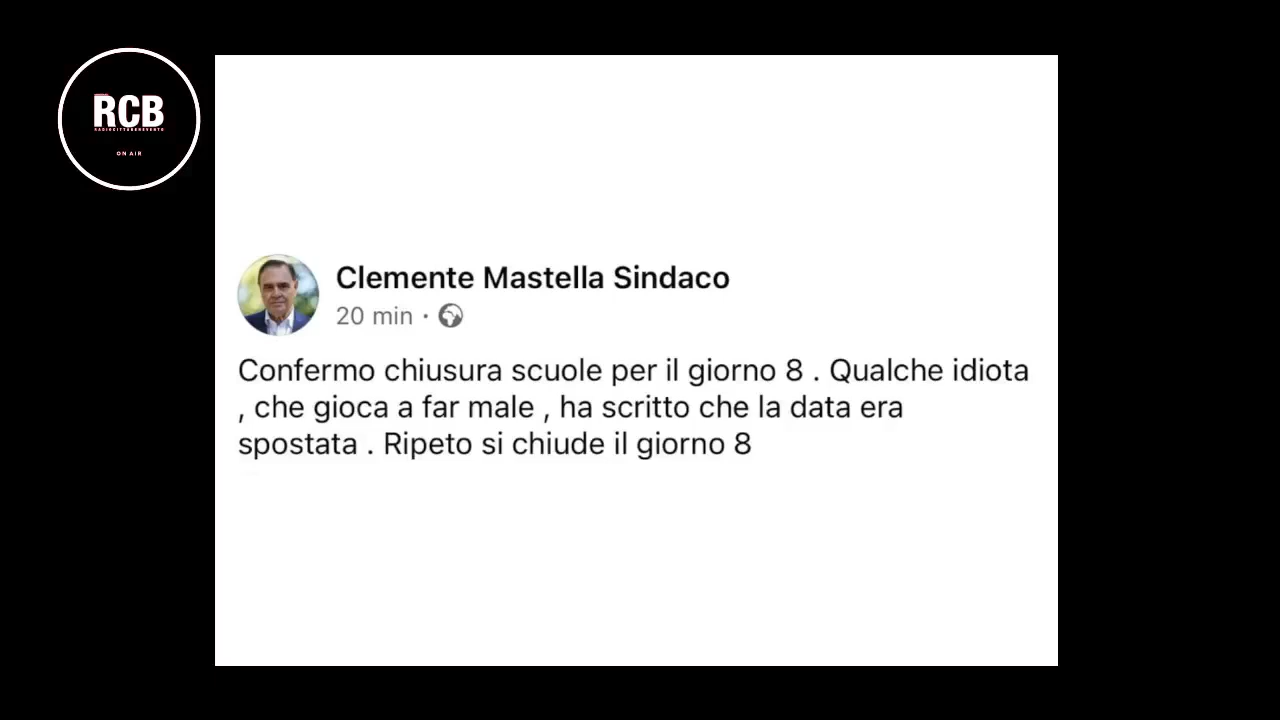 RCB
RADIOCITTÀBENEVENTO
ON AIR
Clemente Mastella Sindaco
20 min ·
Confermo chiusura scuole per il giorno 8 . Qualche idiota
, che gioca a far male , ha scritto che la data era
spostata . Ripeto si chiude il giorno 8